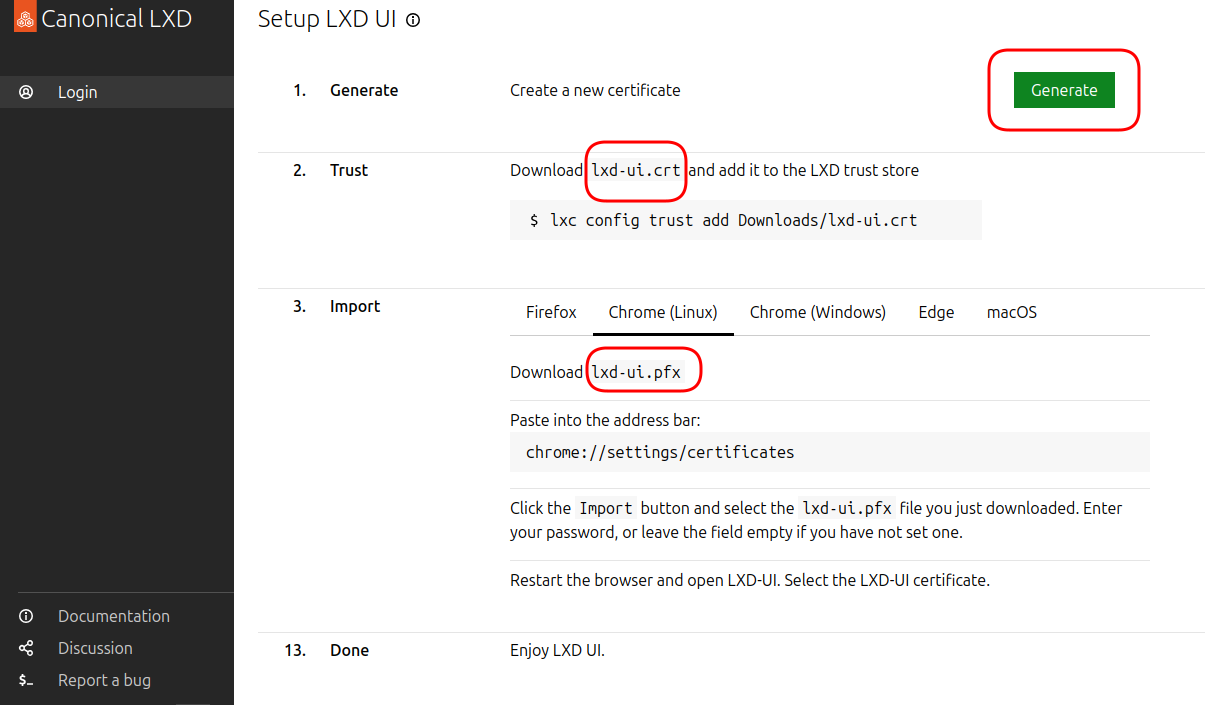 Canonical LXD
Setup LXD UI
Login
1. Generate Create a new certificate Generate
2. Trust Download lxd-ui.crt and add it to the LXD trust store
$ lxc config trust add Downloads/lxd-ui.crt
3. Import Firefox Chrome (Linux) Chrome (Windows) Edge macOS
Download lxd-ui.pfx
Paste into the address bar:
chrome://settings/certificates
Click the Import button and select the lxd-ui.pfx file you just downloaded. Enter
your password, or leave the field empty if you have not set one.
Restart the browser and open LXD-UI. Select the LXD-UI certificate.
13. Done Enjoy LXD UI.
Documentation
Discussion
$_ Report a bug